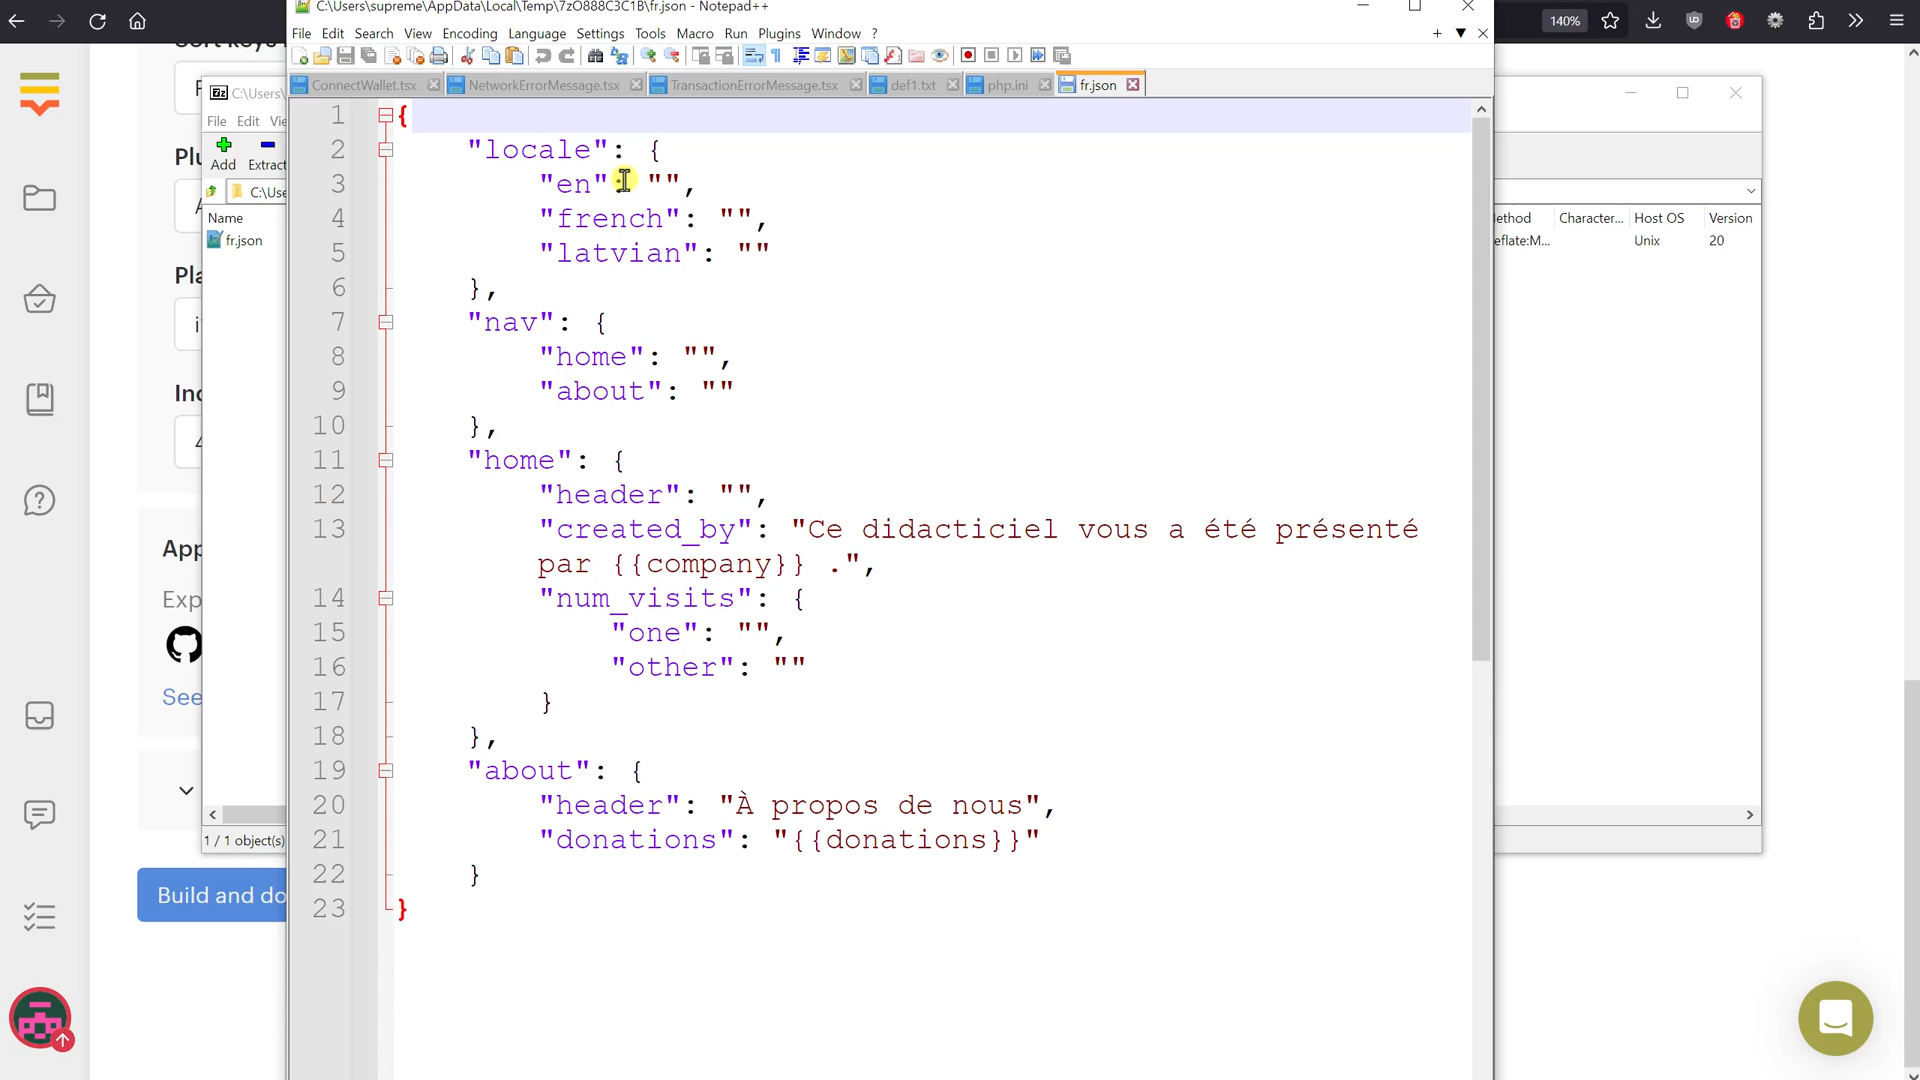 C:\Users\supreme\AppData\Local\Temp\7zO888C3C1B\fr.json - Notepad++
140%
File Edit Search View Encoding Language Settings Tools Macro Run Plugins Window ?
ConnectWallet.tsx NetworkErrorMessage.tsx TransactionErrorMessage.tsx def1.txt php.ini fr.json
C:\Users\
File Edit
Add Extract
C:\Us
Name
fr.json
Character... Host OS Version
Unix 20
1 {
2 "locale": {
3 "en": "",
4 "french": "",
5 "latvian": ""
6 },
7 "nav": {
8 "home": "",
9 "about": ""
10 },
11 "home": {
12 "header": "",
13 "created_by": "Ce didacticiel vous a été présenté
par {{company}} .",
14 "num_visits": {
15 "one": "",
16 "other": ""
17 }
18 },
19 "about": {
20 "header": "À propos de nous",
21 "donations": "{{donations}}"
22 }
23 }
See
1 / 1 object(s)
Build and do